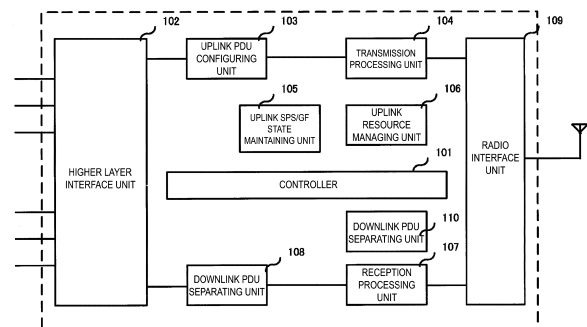 102
103
104
109
UPLINK PDU
CONFIGURING
UNIT
TRANSMISSION
PROCESSING UNIT
105
106
UPLINK SPS/GF
STATE
MAINTAINING UNIT
UPLINK
RESOURCE
MANAGING UNIT
HIGHER LAYER
INTERFACE UNIT
RADIO
INTERFACE
UNIT
101
CONTROLLER
110
DOWNLINK PDU
SEPARATING UNIT
108
107
DOWNLINK PDU
SEPARATING UNIT
RECEPTION
PROCESSING
UNIT